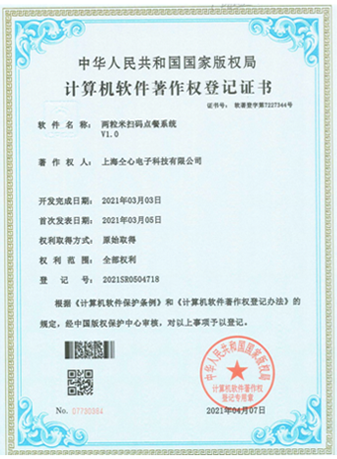 中华人民共和国国家版权局
计算机软件著作权登记证书
证书号: 软著登字第7227344号
软件名称: 两粒米扫码点餐系统
V1.0
著作权人: 上海仝心电子科技有限公司
开发完成日期: 2021年03月03日
首次发表日期: 2021年03月05日
权利取得方式: 原始取得
权利范围: 全部权利
登记号: 2021SR0504718
根据《计算机软件保护条例》和《计算机软件著作权登记办法》的
规定,经中国版权保护中心审核,对以上事项予以登记。
中华人民共和国国家版权局
计算机软件著作权
登记专用章
No. 07790394
2021年04月07日